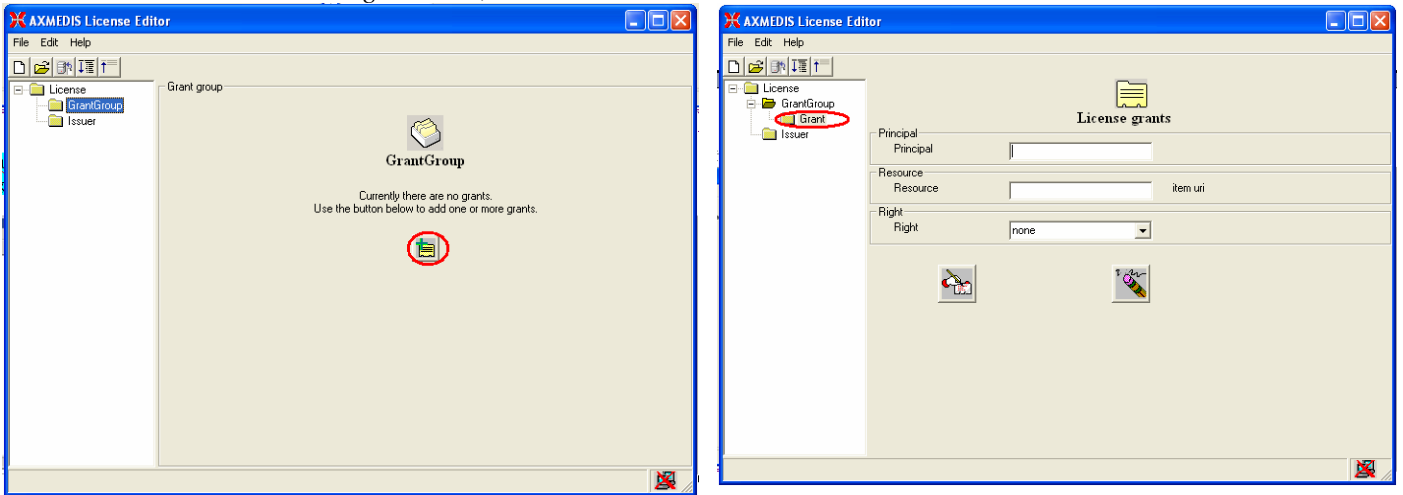 AXMEDIS License Editor
File Edit Help
License
GrantGroup
Issuer
Grant group
GrantGroup
Currently there are no grants.
Use the button below to add one or more grants.
AXMEDIS License Editor
File Edit Help
License
GrantGroup
Grant
Issuer
License grants
Principal
Principal
Resource
Resource item uri
Right
Right none